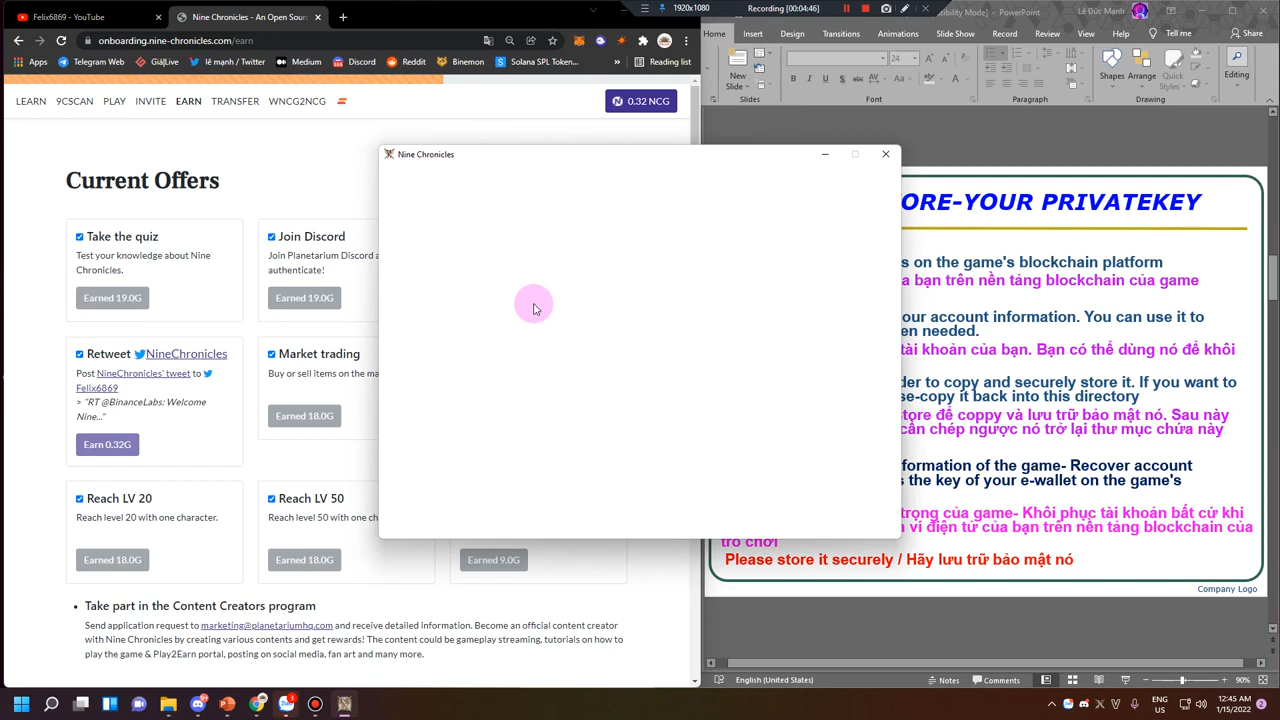 1920x1080
Recording [00:04:46]
Felix6869 - YouTube
Nine Chronicles - An Open Sourc
ibility Mode] - PowerPoint
Lê Đức Manh
onboarding.nine-chronicles.com/earn
Home
Insert
Design
Transitions
Animations
Slide Show
Record
Review
View
Help
Tell me
Share
Apps
Telegram Web
Giá|Live
lê mạnh / Twitter
Medium
Discord
Reddit
Binemon
Solana SPL Token...
»
Reading list
24
New
Slide
Shapes
Arrange
Quick
Styles
Editing
Slides
Font
Paragraph
Drawing
LEARN
9CSCAN
PLAY
INVITE
EARN
TRANSFER
WNCG2NCG
0.32 NCG
Nine Chronicles
Current Offers
ORE-YOUR PRIVATEKEY
Take the quiz
Test your knowledge about Nine
Chronicles.
Earned 19.0G
Join Discord
Join Planetarium Discord a
authenticate!
Earned 19.0G
s on the game's blockchain platform
a bạn trên nền tảng blockchain của game
our account information. You can use it to
en needed.
tài khoản của bạn. Bạn có thể dùng nó để khôi
Retweet NineChronicles
Post NineChronicles' tweet to
Felix6869
> "RT @BinanceLabs: Welcome
Nine..."
Earn 0.32G
Market trading
Buy or sell items on the ma
Earned 18.0G
der to copy and securely store it. If you want to
se-copy it back into this directory
tore để coppy và lưu trữ bảo mật nó. Sau này
cần chép ngược nó trở lại thư mục chứa này
formation of the game- Recover account
s the key of your e-wallet on the game's
trọng của game- Khôi phục tài khoản bất cứ khi
a ví điện tử của bạn trên nền tảng blockchain của
trò chơi
Please store it securely / Hãy lưu trữ bảo mật nó
Company Logo
Reach LV 20
Reach level 20 with one character.
Earned 18.0G
Reach LV 50
Reach level 50 with one ch
Earned 18.0G
Earned 9.0G
Take part in the Content Creators program
Send application request to marketing@planetariumhq.com and receive detailed information. Become an official content creator
with Nine Chronicles by creating various contents and get rewards! The content could be gameplay streaming, tutorials on how to
play the game & Play2Earn portal, posting on social media, fan art and many more.
English (United States)
Notes
Comments
90%
ENG
US
12:45 AM
1/15/2022